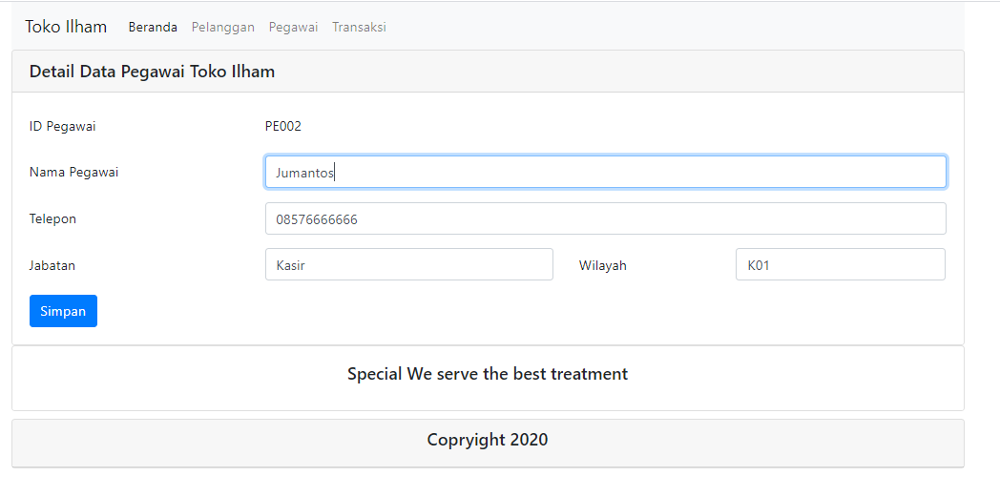 Toko Ilham Beranda Pelanggan Pegawai Transaksi
Detail Data Pegawai Toko Ilham
ID Pegawai PE002
Nama Pegawai Jumantos
Telepon 08576666666
Jabatan Kasir Wilayah K01
Simpan
Special We serve the best treatment
Copryight 2020